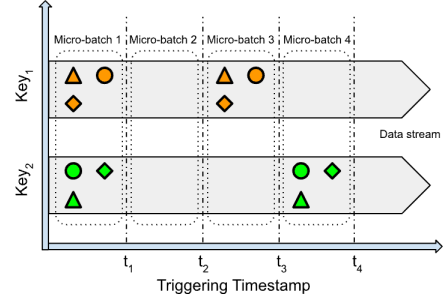 Micro-batch 1 Micro-batch 2 Micro-batch 3 Micro-batch 4
Key1
Data stream
Key2
t1 t2 t3 t4
Triggering Timestamp